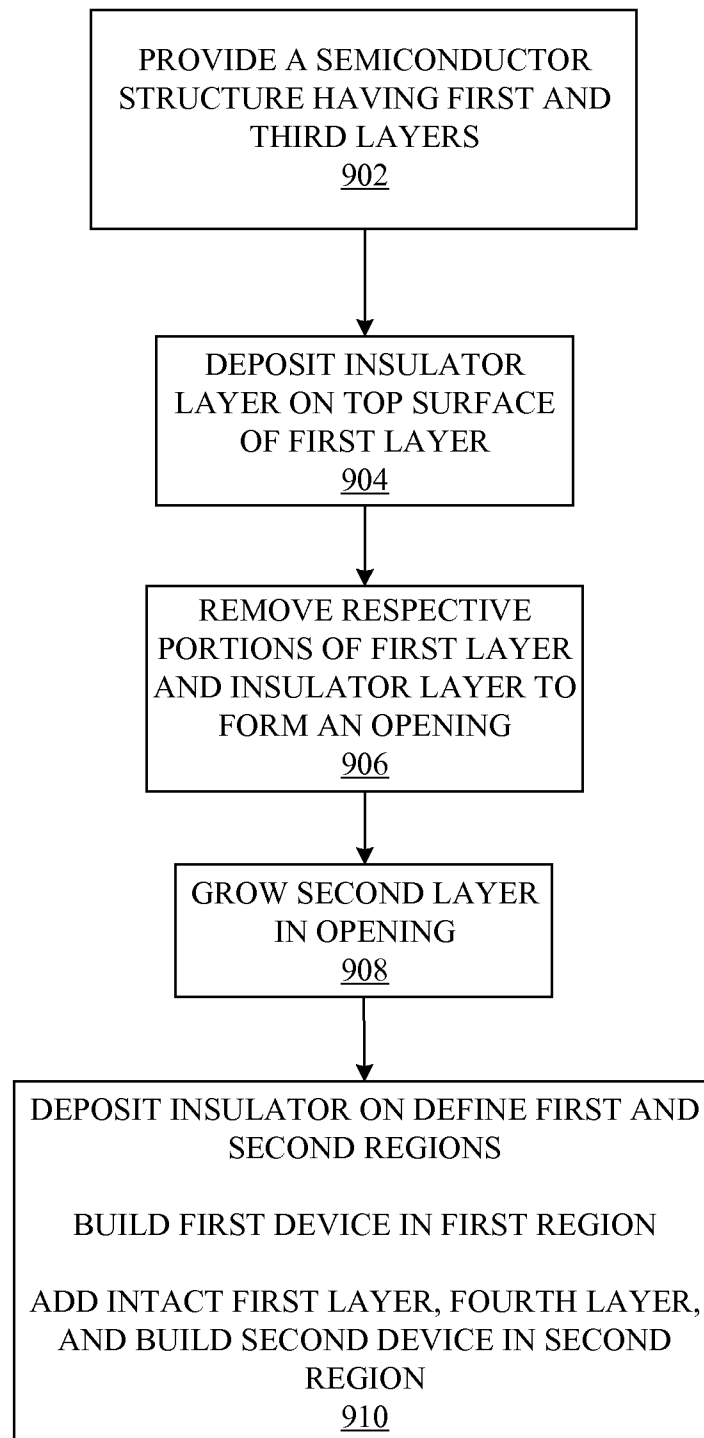 PROVIDE A SEMICONDUCTOR
STRUCTURE HAVING FIRST AND
THIRD LAYERS
902
DEPOSIT INSULATOR
LAYER ON TOP SURFACE
OF FIRST LAYER
904
REMOVE RESPECTIVE
PORTIONS OF FIRST LAYER
AND INSULATOR LAYER TO
FORM AN OPENING
906
GROW SECOND LAYER
IN OPENING
908
DEPOSIT INSULATOR ON DEFINE FIRST AND
SECOND REGIONS
BUILD FIRST DEVICE IN FIRST REGION
ADD INTACT FIRST LAYER, FOURTH LAYER,
AND BUILD SECOND DEVICE IN SECOND
REGION
910